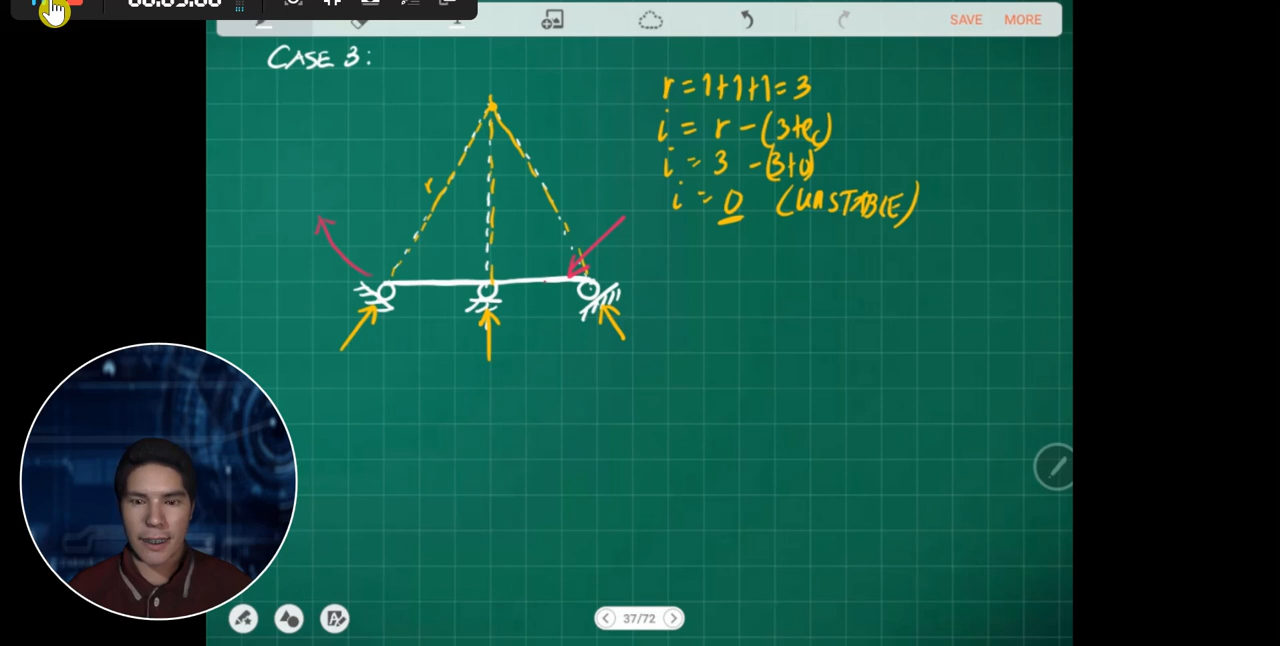 SAVE MORE
CASE 3:
r = 1+1+1 = 3
i = r - (3+ec)
i = 3 - (3+0)
i = 0 (UNSTABLE)
r
37/72